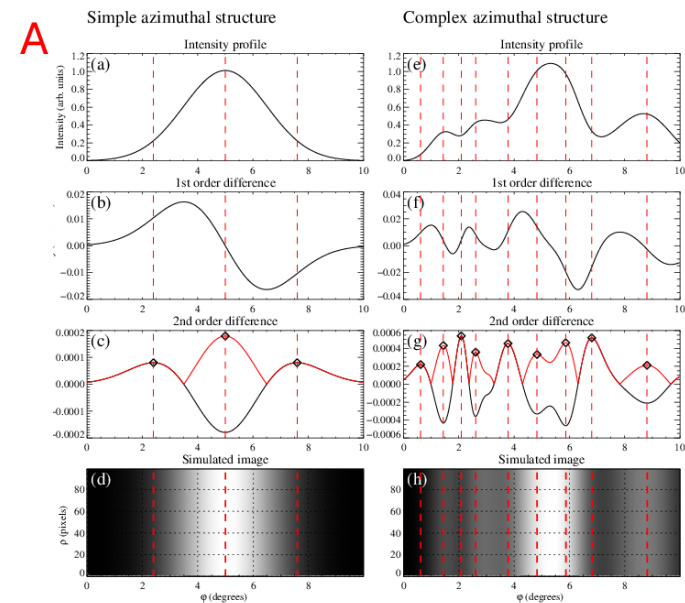 A
Simple azimuthal structure
Complex azimuthal structure
Intensity profile
(a)
Intensity (arb. units)
1.2
1.0
0.8
0.6
0.4
0.2
0.0
0 2 4 6 8 10
1st order difference
(b)
0.02
0.01
0.00
−0.01
−0.02
0 2 4 6 8 10
2nd order difference
(c)
0.0002
0.0001
0.0000
−0.0001
−0.0002
0 2 4 6 8 10
Simulated image
(d)
ρ (pixels)
80
60
40
20
0
0 2 4 6 8
φ (degrees)
Intensity profile
(e)
1.2
1.0
0.8
0.6
0.4
0.2
0.0
0 2 4 6 8 10
1st order difference
(f)
0.04
0.02
0.00
−0.02
−0.04
0 2 4 6 8 10
2nd order difference
(g)
0.0006
0.0004
0.0002
0.0000
−0.0002
−0.0004
−0.0006
0 2 4 6 8 10
Simulated image
(h)
80
60
40
20
0
0 2 4 6 8 10
φ (degrees)